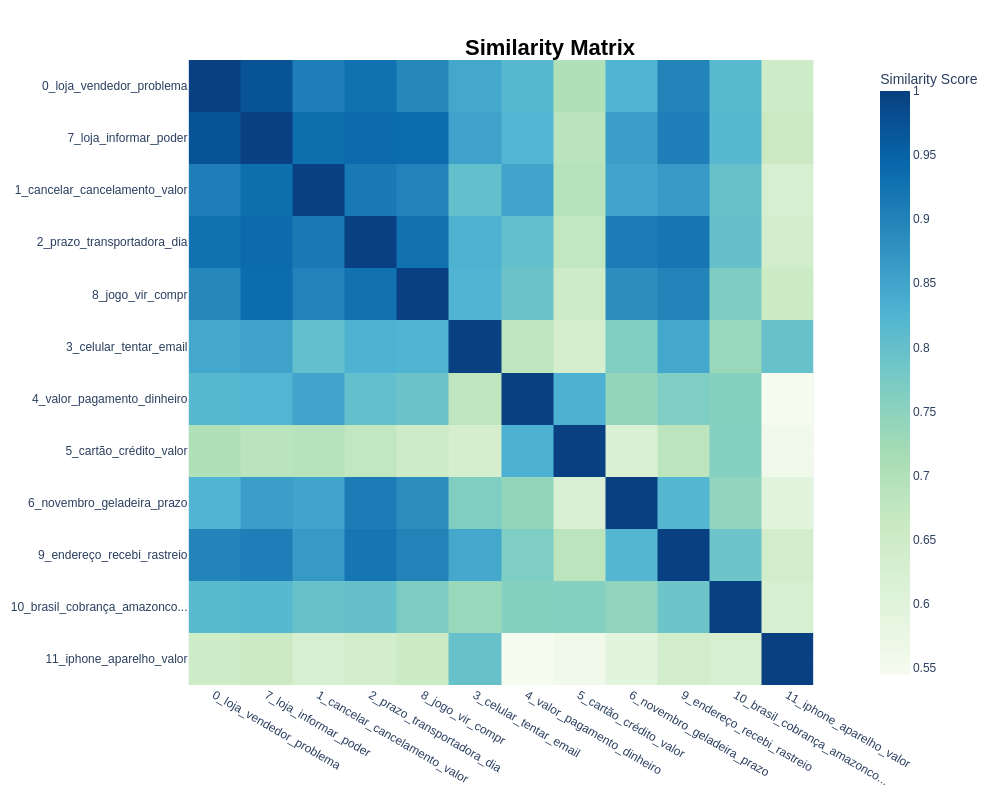 Similarity Matrix
Similarity Score
0_loja_vendedor_problema
7_loja_informar_poder
1_cancelar_cancelamento_valor
2_prazo_transportadora_dia
8_jogo_vir_compr
3_celular_tentar_email
4_valor_pagamento_dinheiro
5_cartão_crédito_valor
6_novembro_geladeira_prazo
9_endereço_recebi_rastreio
10_brasil_cobrança_amazonco...
11_iphone_aparelho_valor
1
0.95
0.9
0.85
0.8
0.75
0.7
0.65
0.6
0.55
0_loja_vendedor_problema
7_loja_informar_poder
1_cancelar_cancelamento_valor
2_prazo_transportadora_dia
8_jogo_vir_compr
3_celular_tentar_email
4_valor_pagamento_dinheiro
5_cartão_crédito_valor
6_novembro_geladeira_prazo
9_endereço_recebi_rastreio
10_brasil_cobrança_amazonco...
11_iphone_aparelho_valor